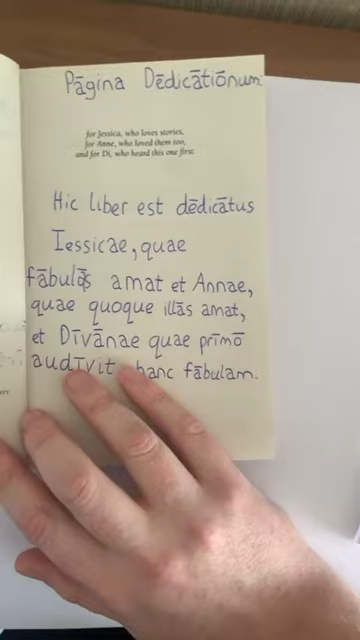 Pāgina Dēdicātiōnum
for Jessica, who loves stories,
for Anne, who loved them too,
and for Di, who heard this one first.
Hic liber est dēdicātus
Iessicae, quae
fābulās amat et Annae,
quae quoque illās amat,
et Dīvānae quae prīmō
audīvit hanc fābulam.